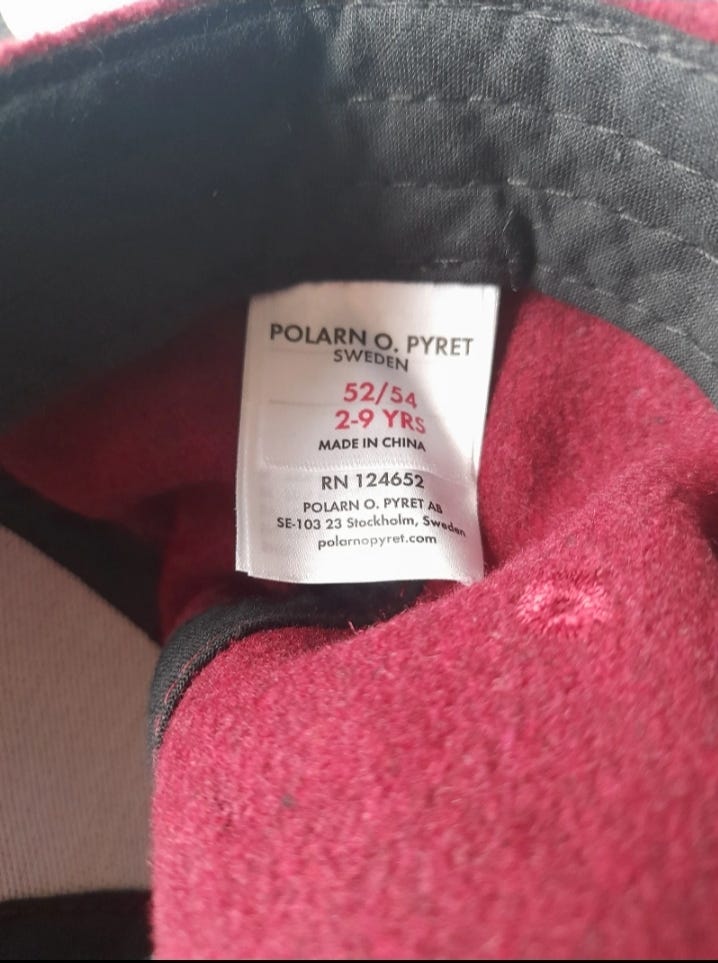 POLARN O. PYRET
SWEDEN
52/54
2-9 YRS
MADE IN CHINA
RN 124652
POLARN O. PYRET AB
SE-103 23 Stockholm, Sweden
polarnopyret.com